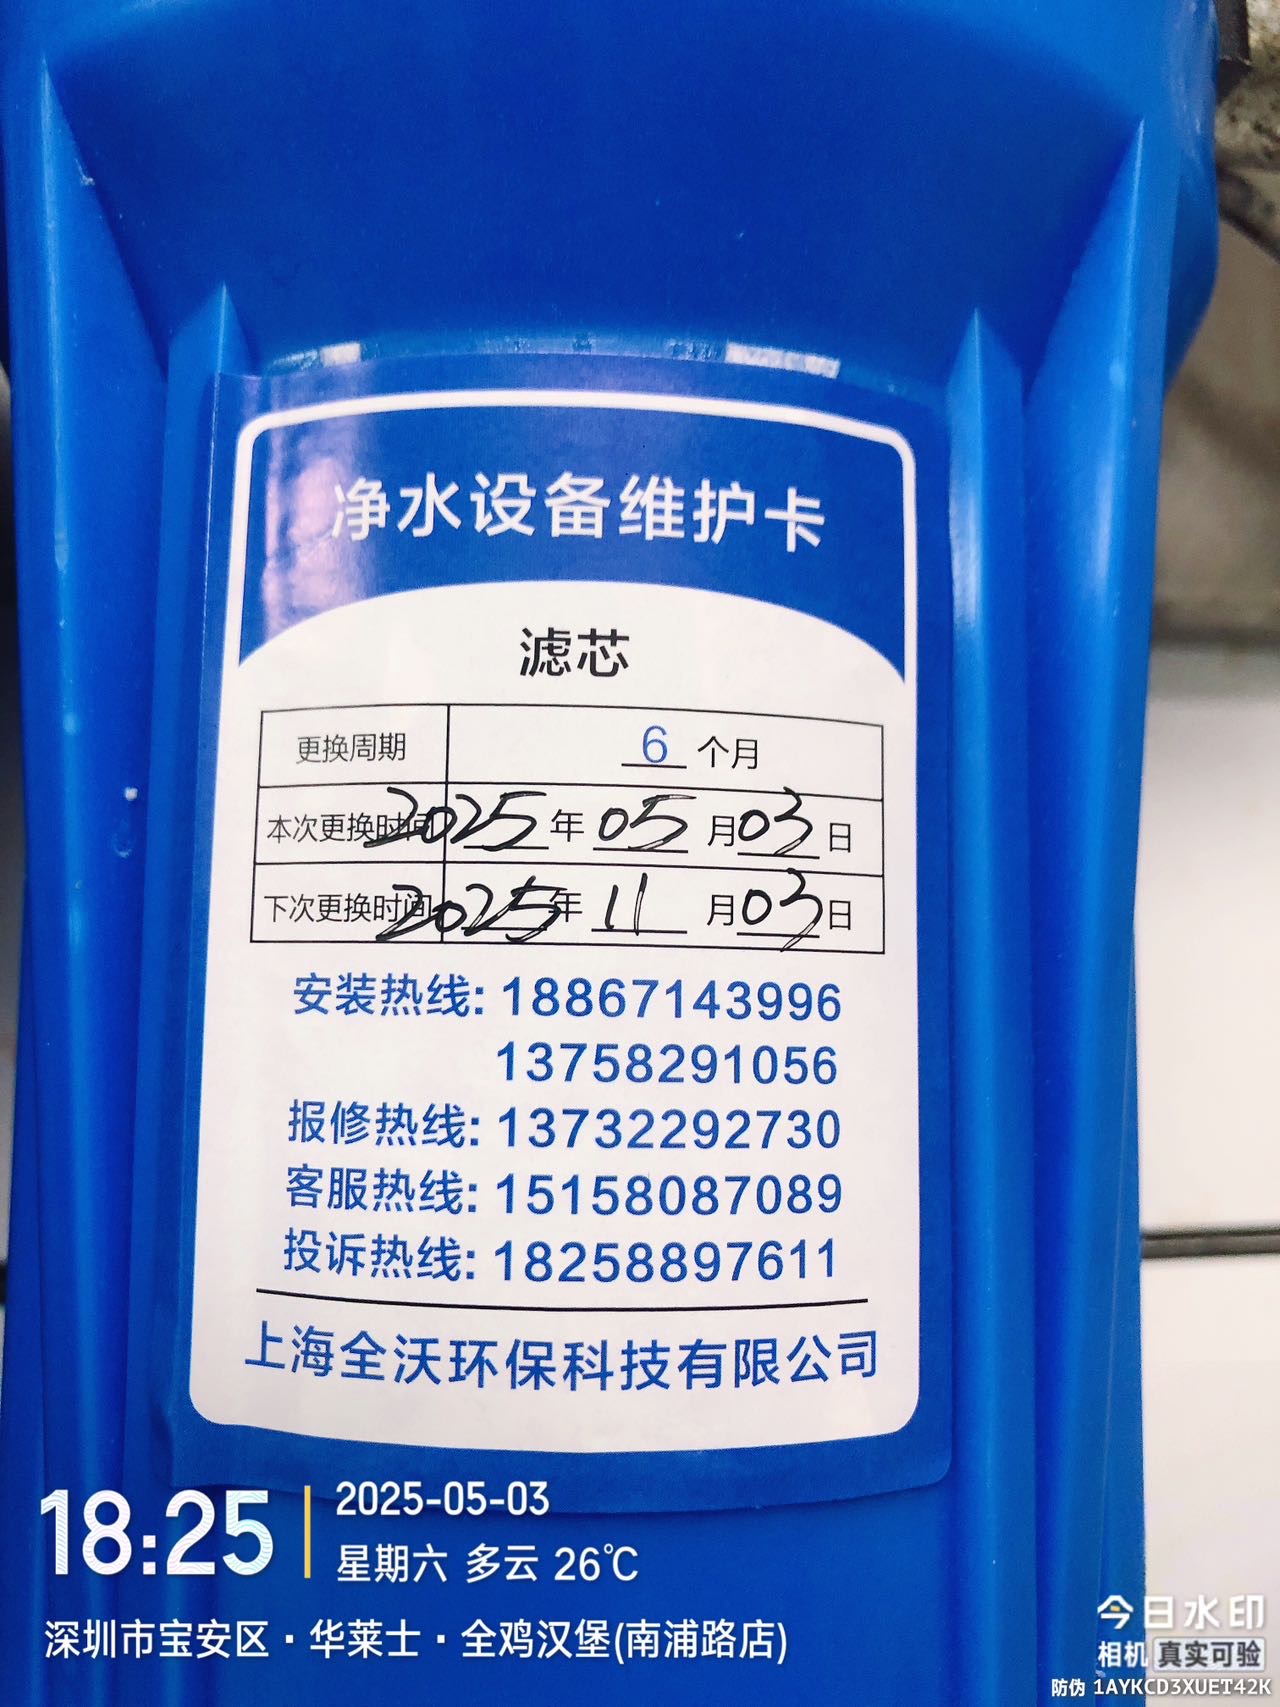 净水设备维护卡
滤芯
更换周期 6 个月
本次更换时间 2025 年 05 月 03 日
下次更换时间 2025 年 11 月 03 日
安装热线: 18867143996
13758291056
报修热线: 13732292730
客服热线: 15158087089
投诉热线: 18258897611
上海全沃环保科技有限公司
18:25 2025-05-03
星期六 多云 26℃
深圳市宝安区·华莱士·全鸡汉堡(南浦路店)
今日水印
相机 真实可验
防伪 1AYKCD3XUET42K